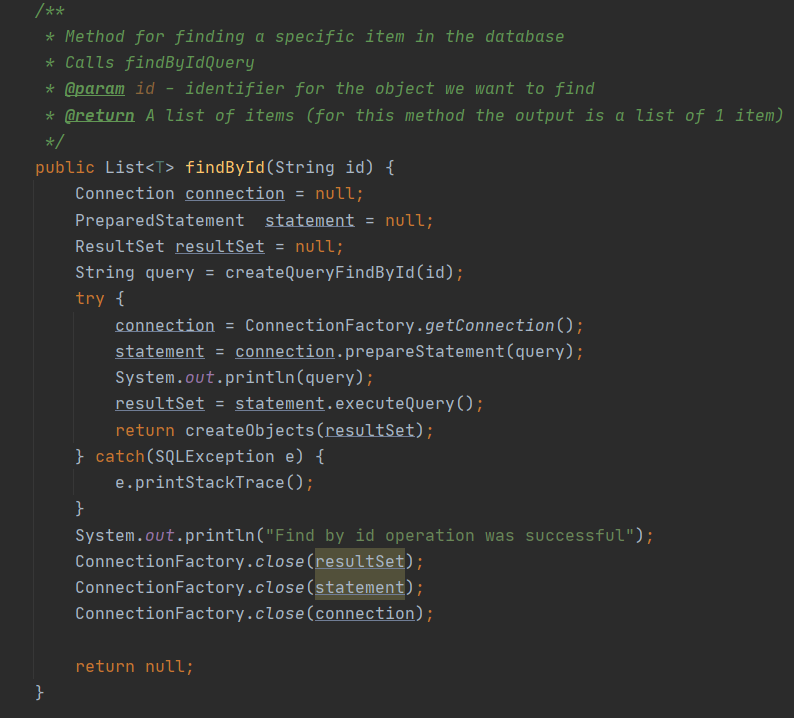 /**
 * Method for finding a specific item in the database
 * Calls findByIdQuery
 * @param id - identifier for the object we want to find
 * @return A list of items (for this method the output is a list of 1 item)
 */
public List<T> findById(String id) {
    Connection connection = null;
    PreparedStatement  statement = null;
    ResultSet resultSet = null;
    String query = createQueryFindById(id);
    try {
        connection = ConnectionFactory.getConnection();
        statement = connection.prepareStatement(query);
        System.out.println(query);
        resultSet = statement.executeQuery();
        return createObjects(resultSet);
    } catch(SQLException e) {
        e.printStackTrace();
    }
    System.out.println("Find by id operation was successful");
    ConnectionFactory.close(resultSet);
    ConnectionFactory.close(statement);
    ConnectionFactory.close(connection);

    return null;
}